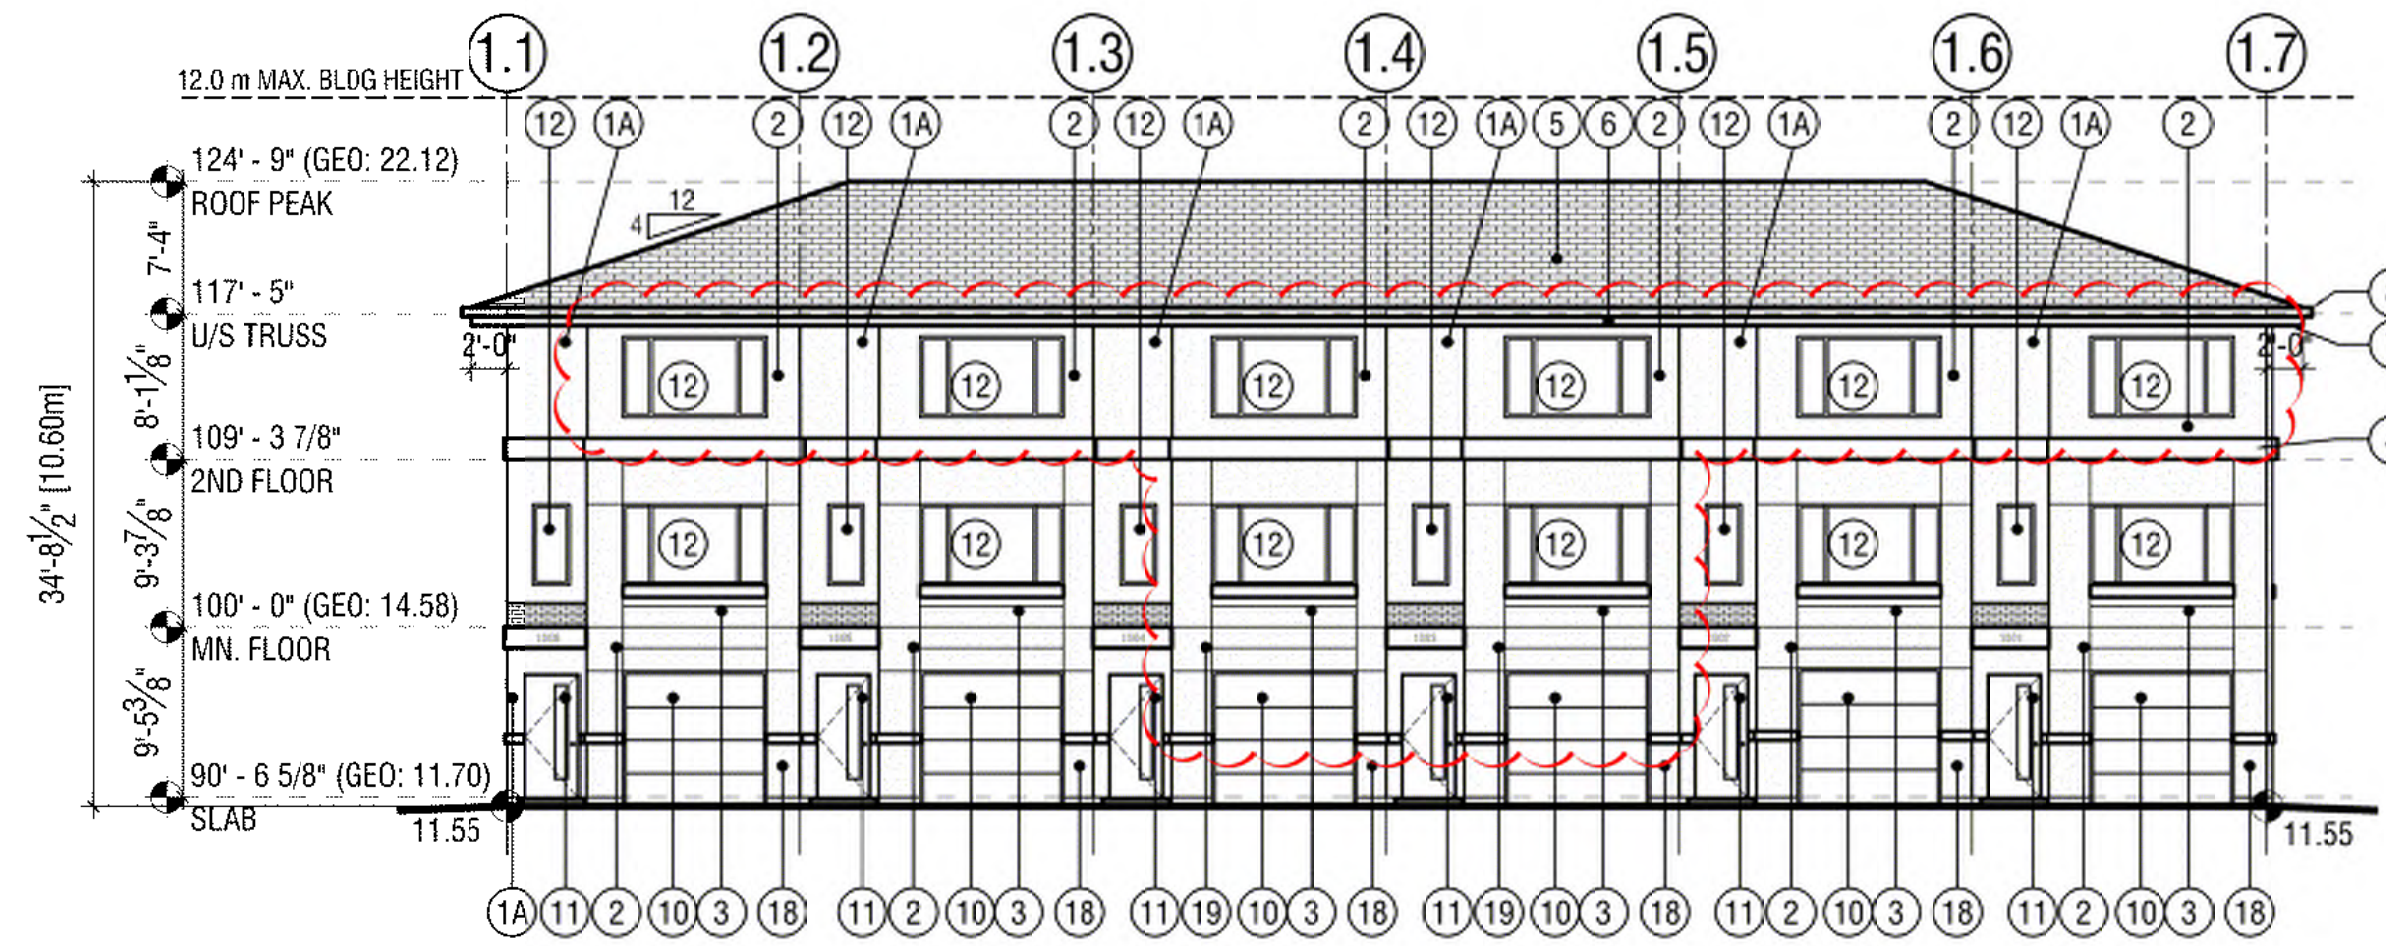 1.1 1.2 1.3 1.4 1.5 1.6 1.7
12.0 m MAX. BLDG HEIGHT
12 1A 2 12 1A 2 12 1A 2 12 1A 5 6 2 12 1A 2 12 1A 2
124' - 9" (GEO: 22.12)
ROOF PEAK
12
4
7'-4"
117' - 5"
U/S TRUSS
2'-0" 2'-0"
8'-1 1/8"
12 12 12 12 12 12
109' - 3 7/8"
2ND FLOOR
34'-8 1/2" [10.60m]
9'-3 7/8"
12 12 12 12 12 12
100' - 0" (GEO: 14.58)
MN. FLOOR
9'-5 3/8"
90' - 6 5/8" (GEO: 11.70)
SLAB
11.55 11.55
1A 11 2 10 3 18 11 2 10 3 18 11 19 10 3 18 11 19 10 3 18 11 2 10 3 18 11 2 10 3 18